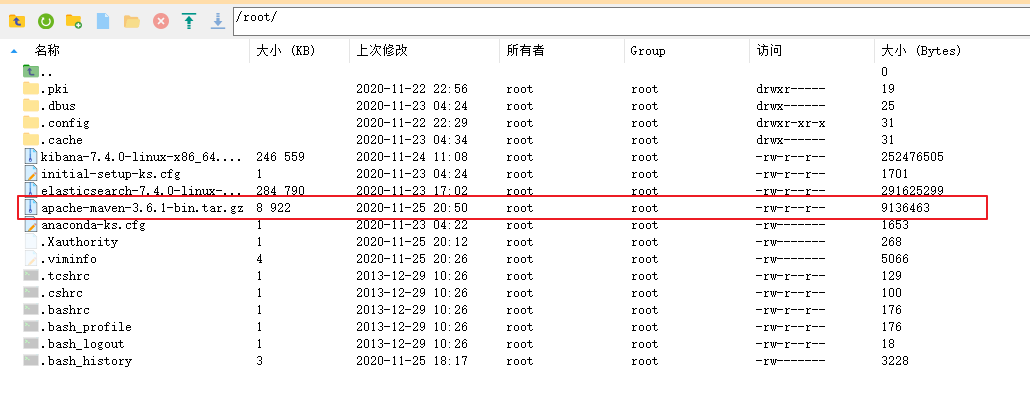 /root/
名称 大小 (KB) 上次修改 所有者 Group 访问 大小 (Bytes)
.. 0
.pki 2020-11-22 22:56 root root drwxr----- 19
.dbus 2020-11-23 04:24 root root drwx------ 25
.config 2020-11-22 22:29 root root drwxr-xr-x 31
.cache 2020-11-23 04:34 root root drwx------ 31
kibana-7.4.0-linux-x86_64.... 246 559 2020-11-24 11:08 root root -rw-r--r-- 252476505
initial-setup-ks.cfg 1 2020-11-23 04:24 root root -rw-r--r-- 1701
elasticsearch-7.4.0-linux-... 284 790 2020-11-23 17:02 root root -rw-r--r-- 291625299
apache-maven-3.6.1-bin.tar.gz 8 922 2020-11-25 20:50 root root -rw-r--r-- 9136463
anaconda-ks.cfg 1 2020-11-23 04:22 root root -rw------- 1653
.Xauthority 1 2020-11-25 20:12 root root -rw------- 268
.viminfo 4 2020-11-25 20:26 root root -rw------- 5066
.tcshrc 1 2013-12-29 10:26 root root -rw-r--r-- 129
.cshrc 1 2013-12-29 10:26 root root -rw-r--r-- 100
.bashrc 1 2013-12-29 10:26 root root -rw-r--r-- 176
.bash_profile 1 2013-12-29 10:26 root root -rw-r--r-- 176
.bash_logout 1 2013-12-29 10:26 root root -rw-r--r-- 18
.bash_history 3 2020-11-25 18:17 root root -rw------- 3228